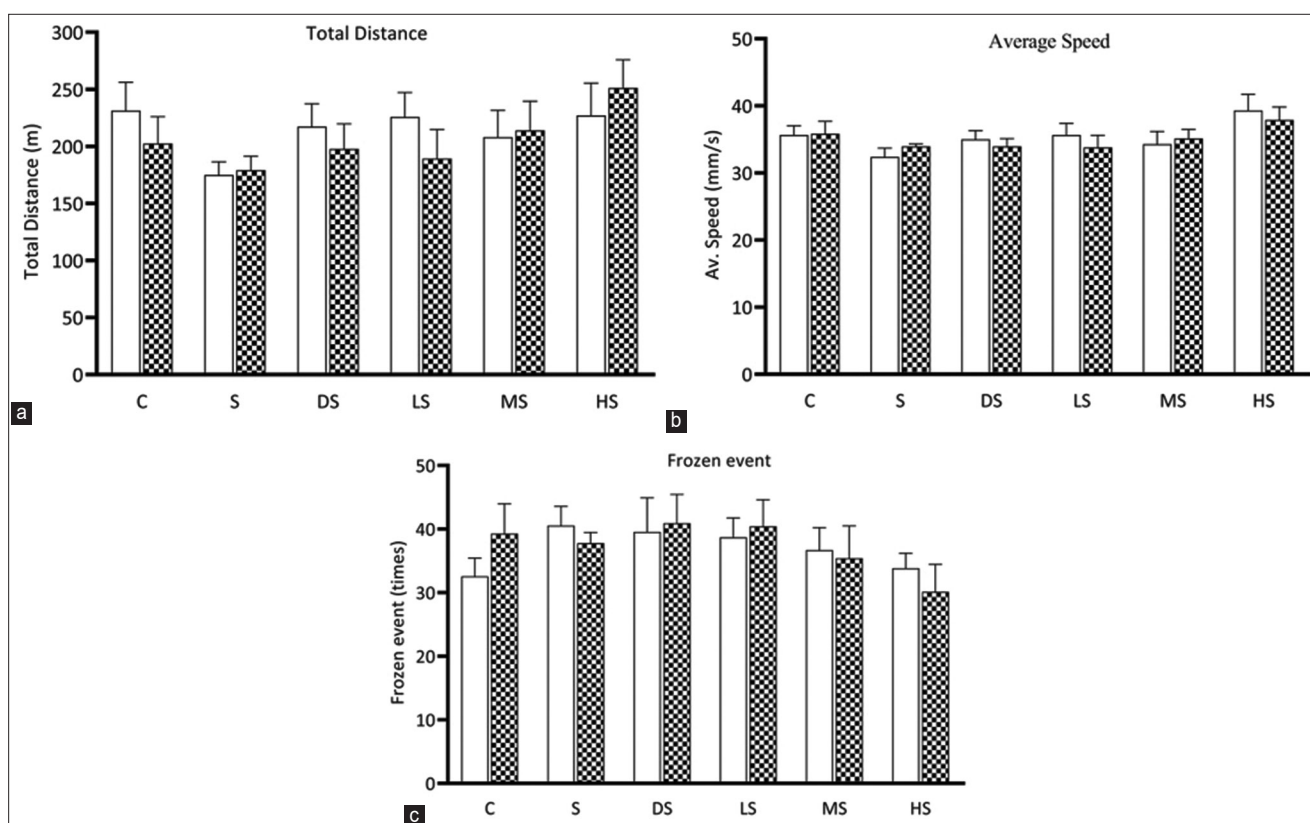 Total Distance
Total Distance (m)
300
250
200
150
100
50
0
C S DS LS MS HS
a
Average Speed
Av. Speed (mm/s)
50
40
30
20
10
0
C S DS LS MS HS
b
Frozen event
Frozen event (times)
50
40
30
20
10
0
C S DS LS MS HS
c